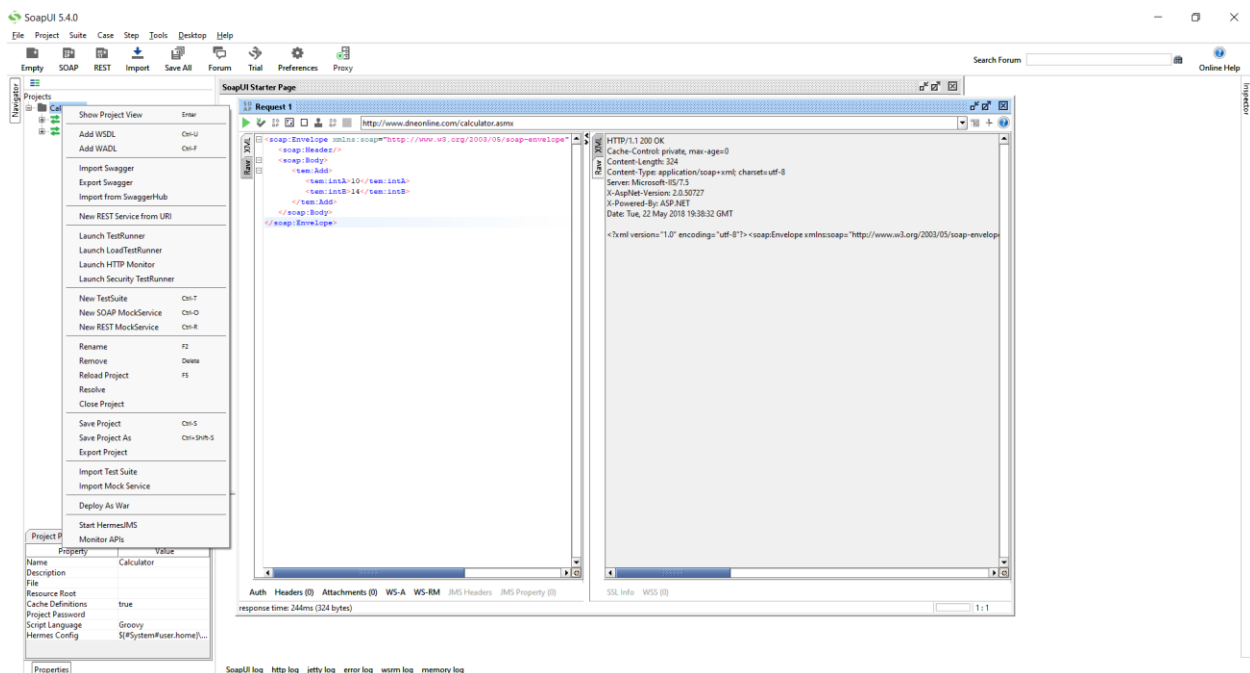 SoapUI 5.4.0
File Project Suite Case Step Tools Desktop Help
Empty SOAP REST Import Save All Forum Trial Preferences Proxy
Search Forum
Online Help
Navigator
Projects
Cal
Show Project View Enter
Add WSDL Ctrl-U
Add WADL Ctrl-F
Import Swagger
Export Swagger
Import from SwaggerHub
New REST Service from URI
Launch TestRunner
Launch LoadTestRunner
Launch HTTP Monitor
Launch Security TestRunner
New TestSuite Ctrl-T
New SOAP MockService Ctrl-O
New REST MockService Ctrl-R
Rename F2
Remove Delete
Reload Project F5
Resolve
Close Project
Save Project Ctrl-S
Save Project As Ctrl+Shift-S
Export Project
Import Test Suite
Import Mock Service
Deploy As War
Start HermesJMS
Monitor APIs
Project P
Property Value
Name Calculator
Description
File
Resource Root
Cache Definitions true
Project Password
Script Language Groovy
Hermes Config ${#System#user.home}\...
Properties
SoapUI Starter Page
Request 1
http://www.dneonline.com/calculator.asmx
XML
Raw
<soap:Envelope xmlns:soap="http://www.w3.org/2003/05/soap-envelope"
<soap:Header/>
<soap:Body>
<tem:Add>
<tem:intA>10</tem:intA>
<tem:intB>14</tem:intB>
</tem:Add>
</soap:Body>
</soap:Envelope>
XML
Raw
HTTP/1.1 200 OK
Cache-Control: private, max-age=0
Content-Length: 324
Content-Type: application/soap+xml; charset=utf-8
Server: Microsoft-IIS/7.5
X-AspNet-Version: 2.0.50727
X-Powered-By: ASP.NET
Date: Tue, 22 May 2018 19:38:32 GMT
<?xml version="1.0" encoding="utf-8"?><soap:Envelope xmlns:soap="http://www.w3.org/2003/05/soap-envelop
Auth Headers (0) Attachments (0) WS-A WS-RM JMS Headers JMS Property (0)
SSL Info WSS (0)
response time: 244ms (324 bytes)
1 : 1
Inspector
SoapUI log http log jetty log error log wsrm log memory log